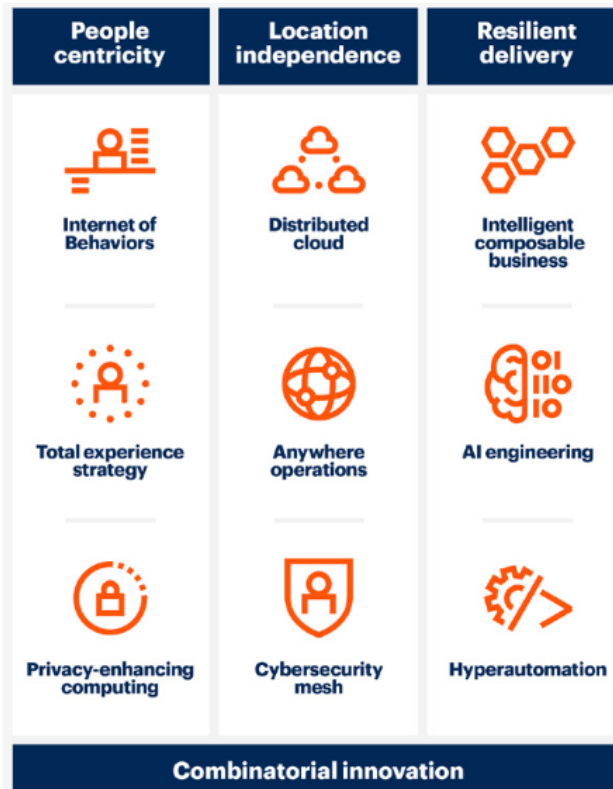 People
centricity
Location
independence
Resilient
delivery
Internet of
Behaviors
Distributed
cloud
Intelligent
composable
business
Total experience
strategy
Anywhere
operations
AI engineering
Privacy-enhancing
computing
Cybersecurity
mesh
Hyperautomation
Combinatorial innovation